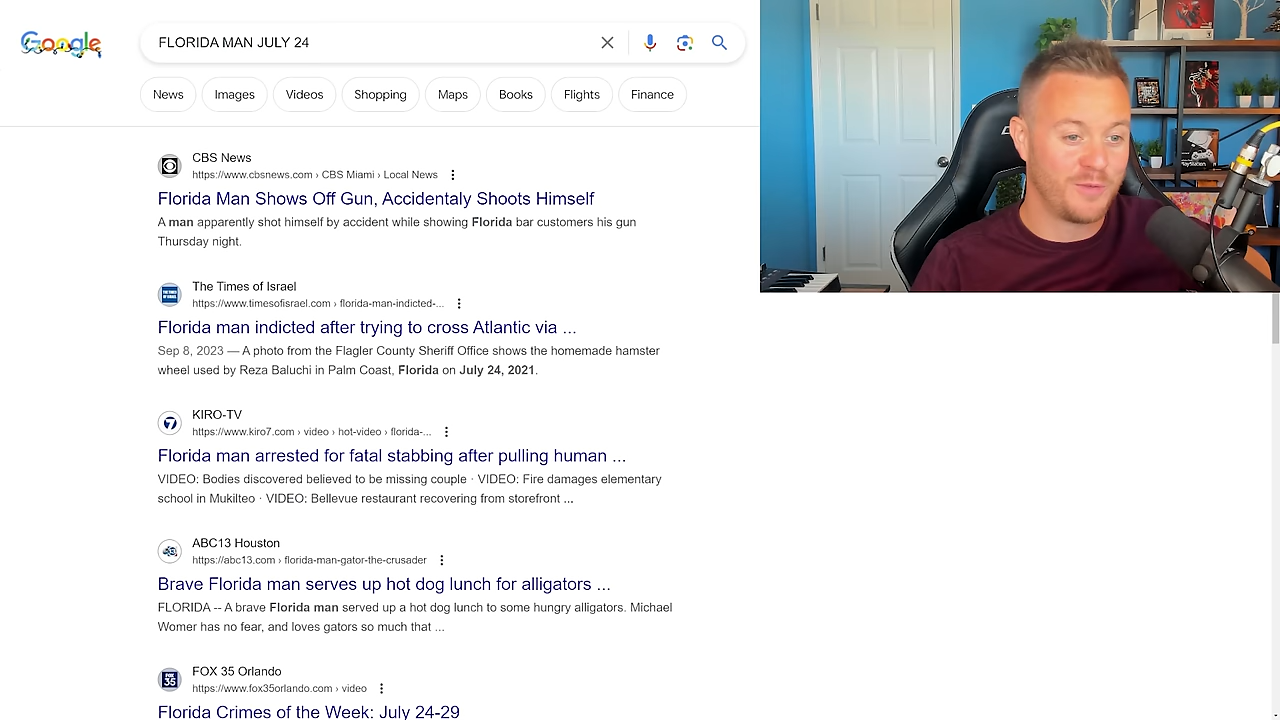 Google
FLORIDA MAN JULY 24
News
Images
Videos
Shopping
Maps
Books
Flights
Finance
CBS News
https://www.cbsnews.com › CBS Miami › Local News
Florida Man Shows Off Gun, Accidentaly Shoots Himself
A man apparently shot himself by accident while showing Florida bar customers his gun
Thursday night.
The Times of Israel
https://www.timesofisrael.com › florida-man-indicted-...
Florida man indicted after trying to cross Atlantic via ...
Sep 8, 2023 — A photo from the Flagler County Sheriff Office shows the homemade hamster
wheel used by Reza Baluchi in Palm Coast, Florida on July 24, 2021.
KIRO-TV
https://www.kiro7.com › video › hot-video › florida-...
Florida man arrested for fatal stabbing after pulling human ...
VIDEO: Bodies discovered believed to be missing couple · VIDEO: Fire damages elementary
school in Mukilteo · VIDEO: Bellevue restaurant recovering from storefront ...
ABC13 Houston
https://abc13.com › florida-man-gator-the-crusader
Brave Florida man serves up hot dog lunch for alligators ...
FLORIDA -- A brave Florida man served up a hot dog lunch to some hungry alligators. Michael
Womer has no fear, and loves gators so much that ...
FOX 35 Orlando
https://www.fox35orlando.com › video
Florida Crimes of the Week: July 24-29
PlayStation